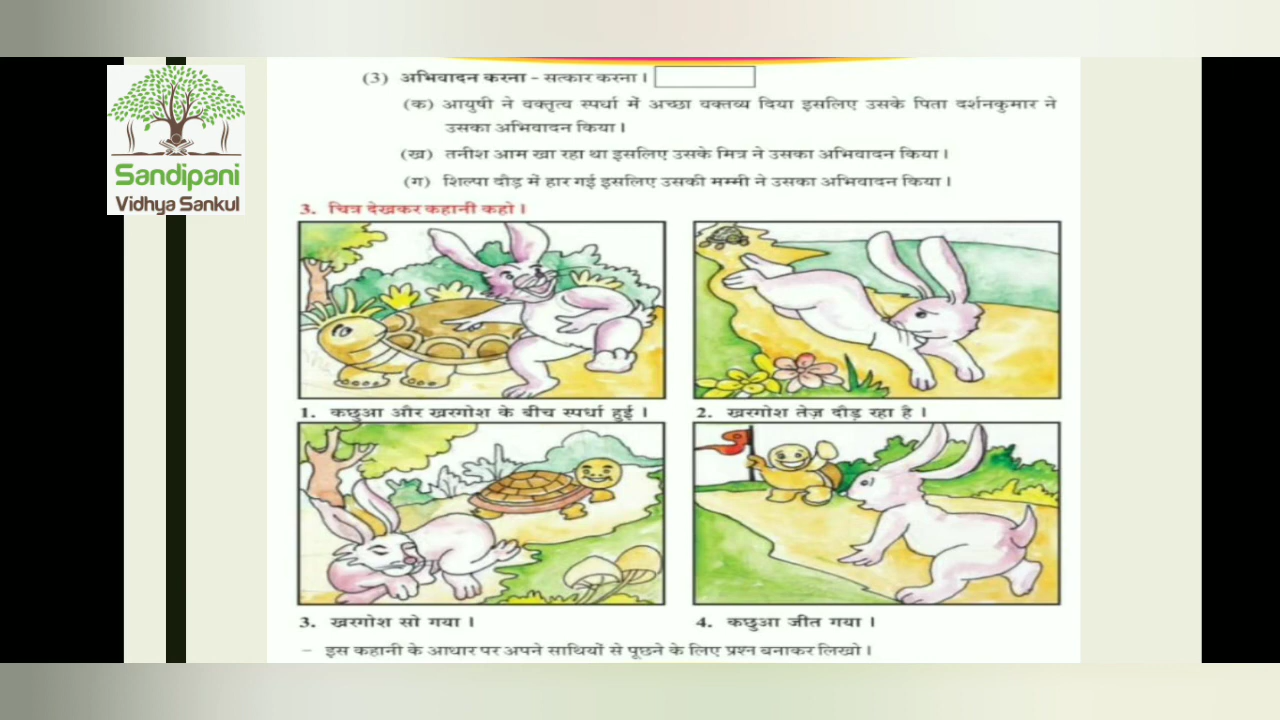 Sandipani
Vidhya Sankul
(3) अभिवादन करना - सत्कार करना ।
(क) आयुषी ने वक्तृत्व स्पर्धा में अच्छा वक्तव्य दिया इसलिए उसके पिता दर्शनकुमार ने
उसका अभिवादन किया ।
(ख) तनीश आम खा रहा था इसलिए उसके मित्र ने उसका अभिवादन किया ।
(ग) शिल्पा दौड़ में हार गई इसलिए उसकी मम्मी ने उसका अभिवादन किया ।
3. चित्र देखकर कहानी कहो ।
1. कछुआ और खरगोश के बीच स्पर्धा हुई ।
2. खरगोश तेज़ दौड़ रहा है ।
3. खरगोश सो गया ।
4. कछुआ जीत गया ।
– इस कहानी के आधार पर अपने साथियों से पूछने के लिए प्रश्न बनाकर लिखो ।